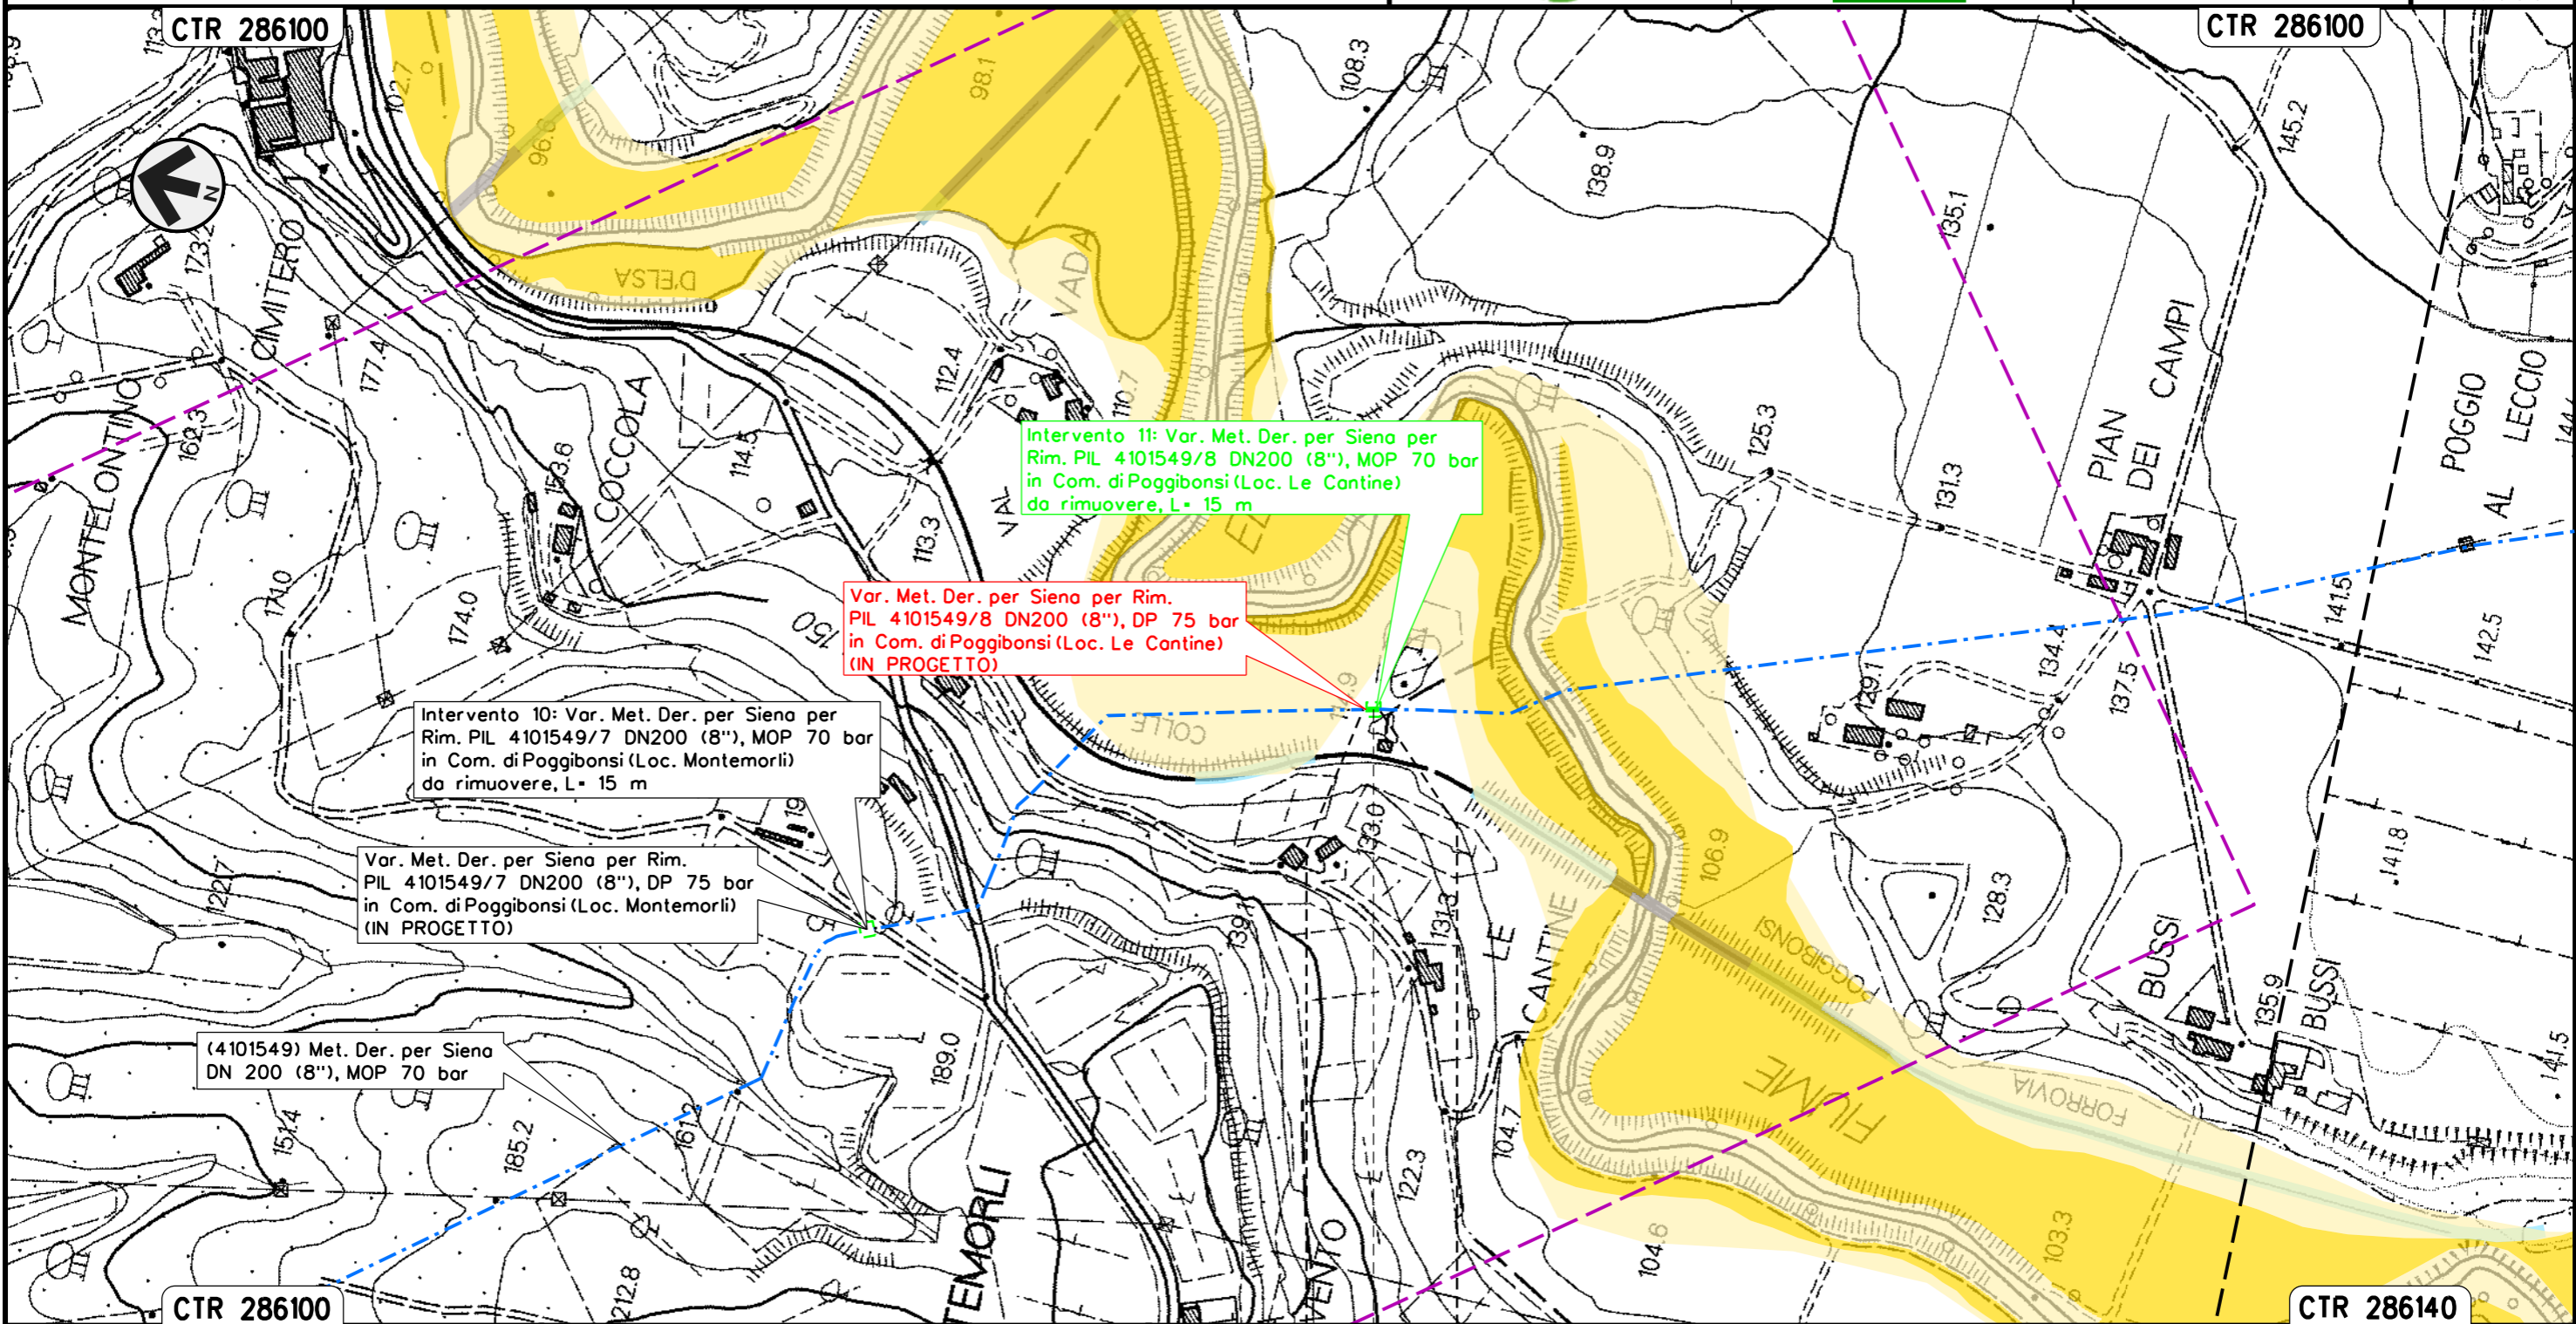 CTR 286100
CTR 286100
102.7
98.1
96.6
108.3
138.9
145.2
135.1
N
CIMITERO
D'ELSA
VADA
177.4
MONTELONTINO
162.3
COCCOLA
153.6
114.5
112.4
110.7
113.3
VAL
125.3
131.3
PIAN
DEI CAMPI
POGGIO
AL LECCIO
Intervento 11: Var. Met. Der. per Siena per
Rim. PIL 4101549/8 DN200 (8"), MOP 70 bar
in Com. di Poggibonsi (Loc. Le Cantine)
da rimuovere, L= 15 m
171.0
174.0
150
Var. Met. Der. per Siena per Rim.
PIL 4101549/8 DN200 (8"), DP 75 bar
in Com. di Poggibonsi (Loc. Le Cantine)
(IN PROGETTO)
141.5
142.5
134.4
137.5
129.1
COLLE
Intervento 10: Var. Met. Der. per Siena per
Rim. PIL 4101549/7 DN200 (8"), MOP 70 bar
in Com. di Poggibonsi (Loc. Montemorli)
da rimuovere, L= 15 m
133.0
106.9
141.8
122.7
Var. Met. Der. per Siena per Rim.
PIL 4101549/7 DN200 (8"), DP 75 bar
in Com. di Poggibonsi (Loc. Montemorli)
(IN PROGETTO)
139.1
131.3
LE
CANTINE
POGGIBONSI
128.3
BUSSI
135.9
BUSSI
(4101549) Met. Der. per Siena
DN 200 (8"), MOP 70 bar
189.0
FIUME
FORROVIA
141.5
151.4
185.2
161.2
104.7
122.3
TEMORLI
VENTO
104.6
103.3
212.8
CTR 286100
CTR 286140